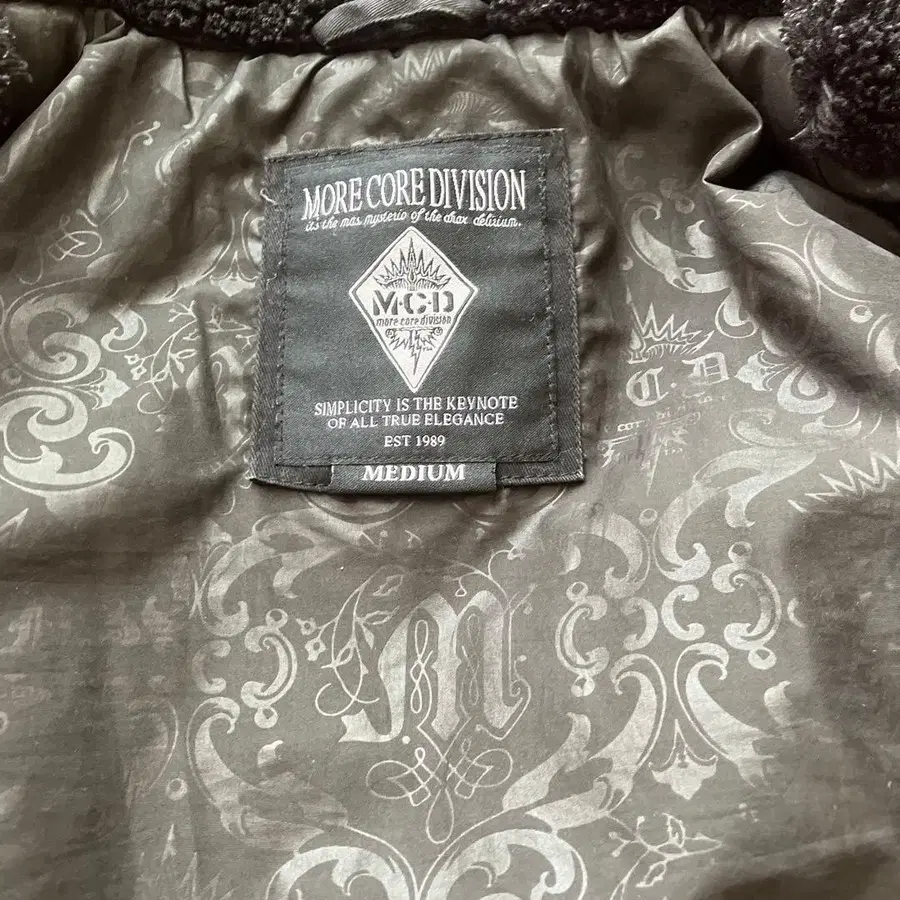 MORE CORE DIVISION
its the mas mysterio of the drax delirium.
M·C·D
more core division
SIMPLICITY IS THE KEYNOTE
OF ALL TRUE ELEGANCE
EST 1989
MEDIUM
C.D
M